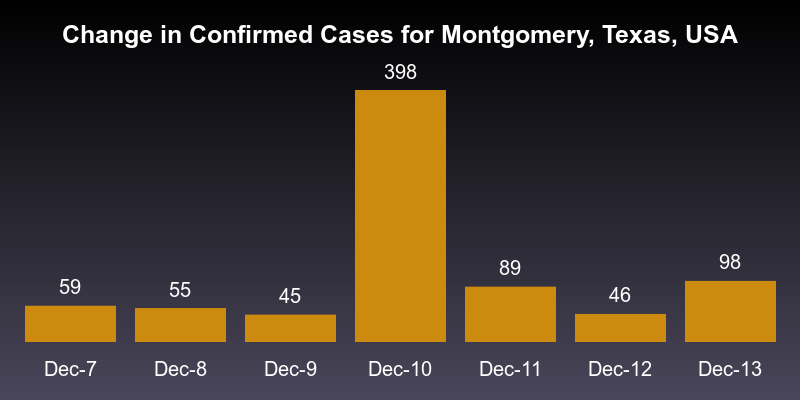 Change in Confirmed Cases for Montgomery, Texas, USA
398
59
55
45
89
46
98
Dec-7
Dec-8
Dec-9
Dec-10
Dec-11
Dec-12
Dec-13